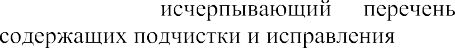 исчерпывающий перечень
содержащих подчистки и исправления